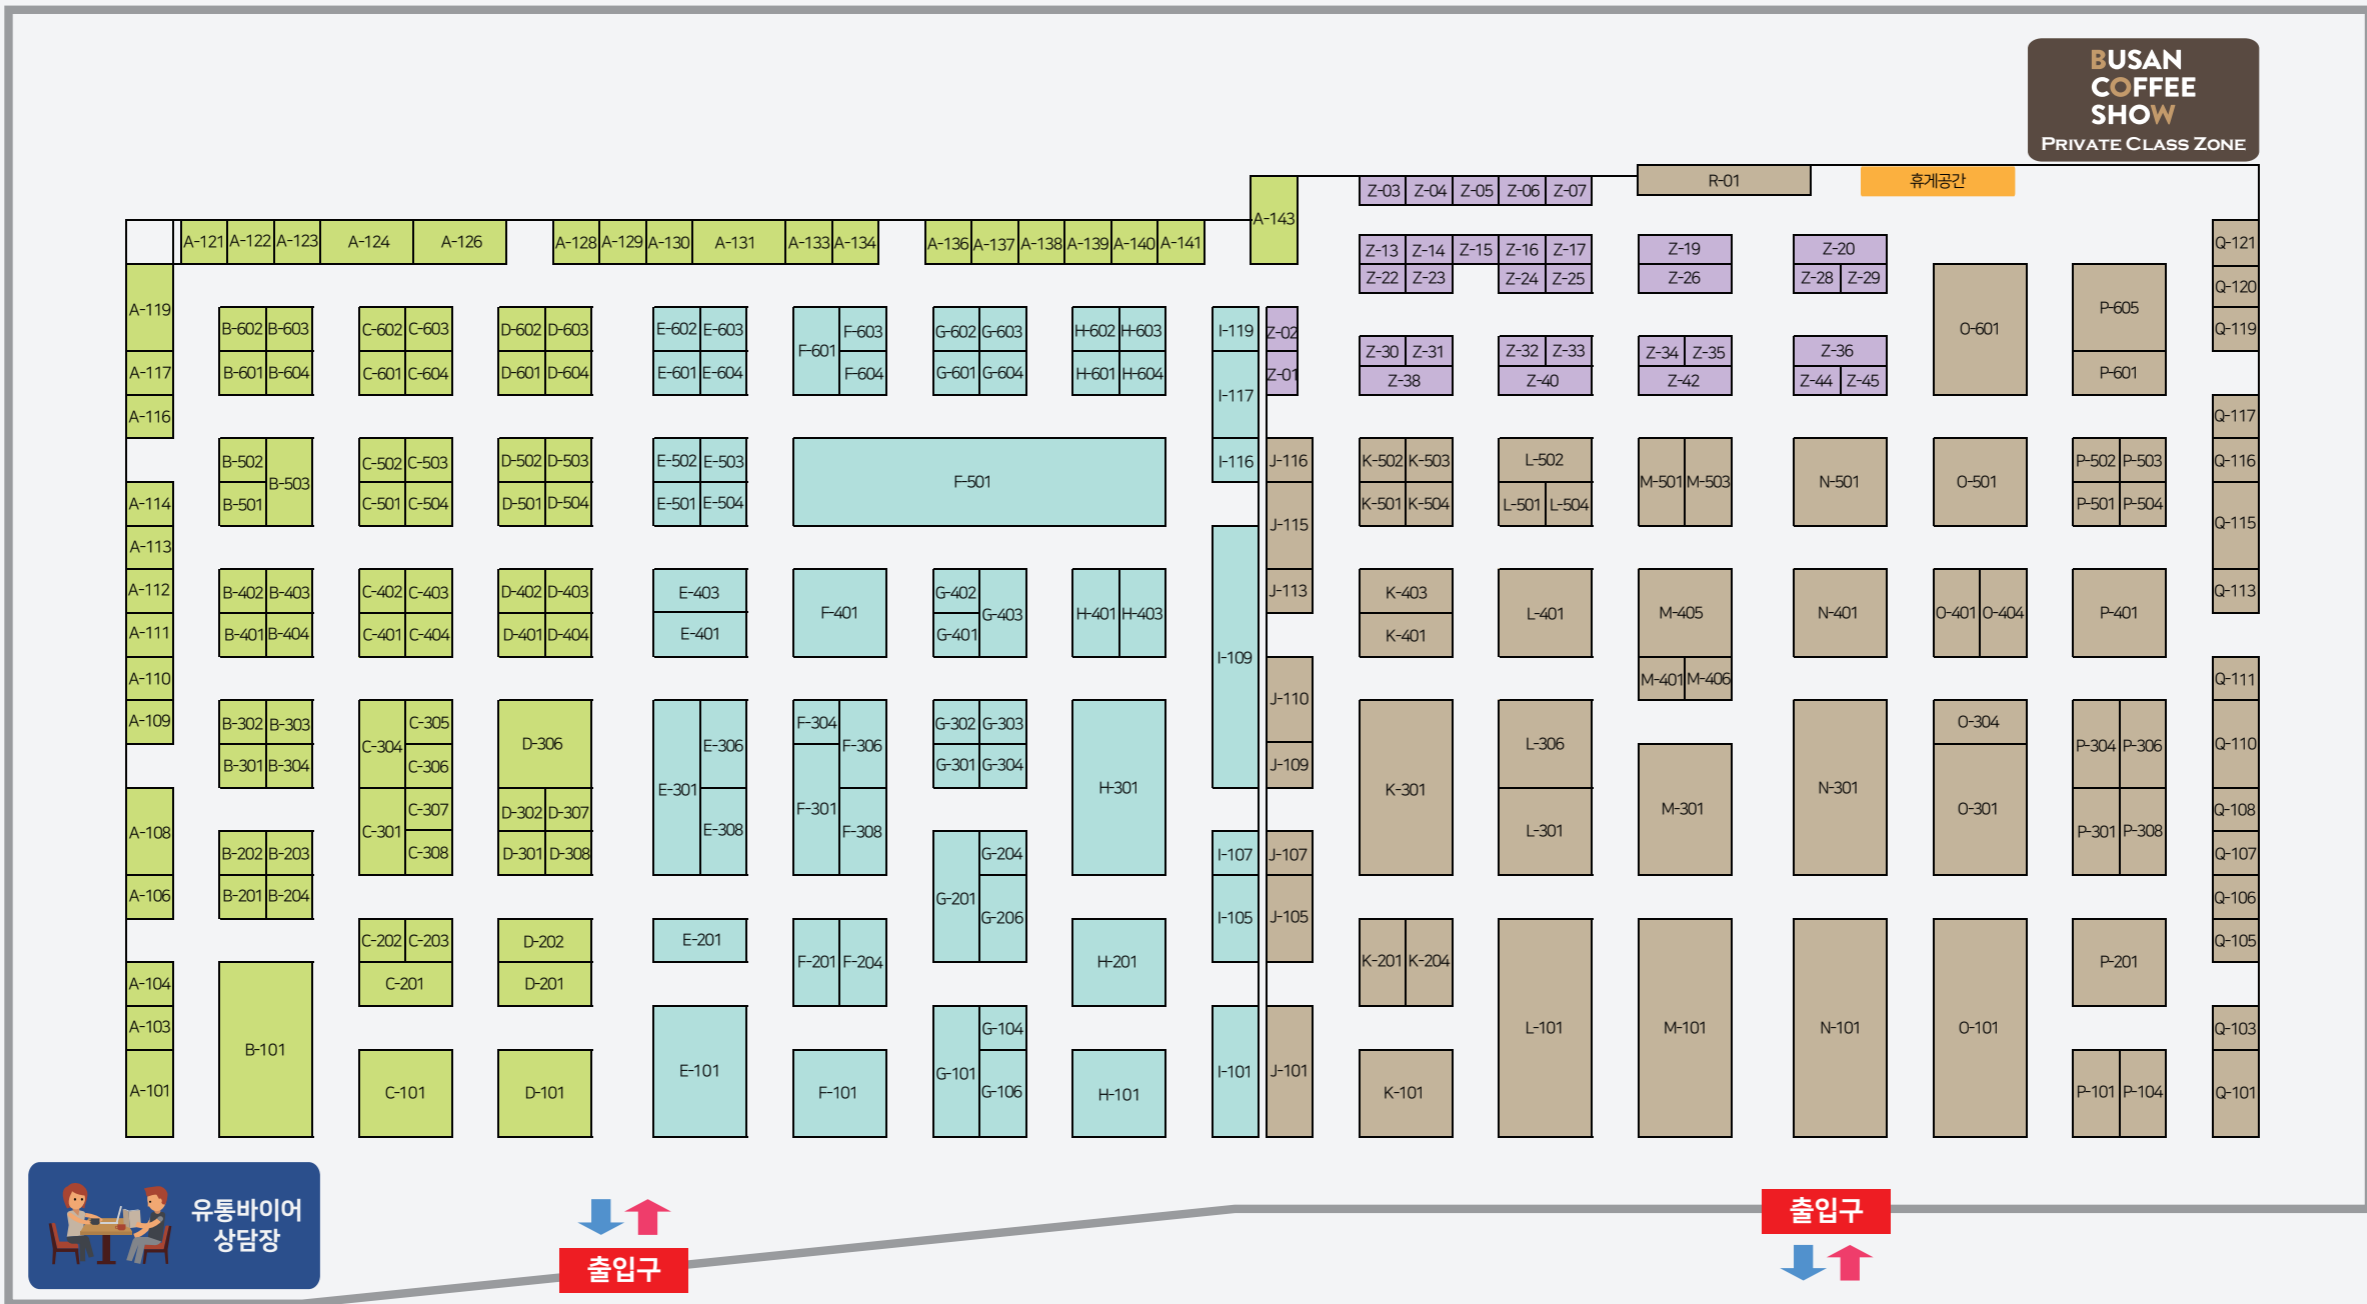 BUSAN
COFFEE
SHOW
PRIVATE CLASS ZONE
Z-03 Z-04 Z-05 Z-06 Z-07 R-01 휴게공간
A-143
A-121 A-122 A-123 A-124 A-126 A-128 A-129 A-130 A-131 A-133 A-134 A-136 A-137 A-138 A-139 A-140 A-141
Z-13 Z-14 Z-15 Z-16 Z-17 Z-19 Z-20 Q-121
Z-22 Z-23 Z-24 Z-25 Z-26 Z-28 Z-29 Q-120
A-119 P-605
B-602 B-603 C-602 C-603 D-602 D-603 E-602 E-603 F-601 F-603 G-602 G-603 H-602 H-603 I-119 Z-02 O-601 Q-119
Z-30 Z-31 Z-32 Z-33 Z-34 Z-35 Z-36
A-117 B-601 B-604 C-601 C-604 D-601 D-604 E-601 E-604 F-604 G-601 G-604 H-601 H-604 Z-01 Z-38 Z-40 Z-42 Z-44 Z-45 P-601
I-117
A-116 Q-117
B-502 B-503 C-502 C-503 D-502 D-503 E-502 E-503 F-501 I-116 J-116 K-502 K-503 L-502 M-501 M-503 N-501 O-501 P-502 P-503 Q-116
A-114 B-501 C-501 C-504 D-501 D-504 E-501 E-504 K-501 K-504 L-501 L-504 P-501 P-504
J-115 Q-115
A-113
A-112 B-402 B-403 C-402 C-403 D-402 D-403 E-403 G-402 J-113 K-403 Q-113
F-401 G-403 H-401 H-403 L-401 M-405 N-401 O-401 O-404 P-401
A-111 B-401 B-404 C-401 C-404 D-401 D-404 E-401 G-401 K-401
I-109
A-110 M-401 M-406 Q-111
J-110
A-109 B-302 B-303 C-305 F-304 G-302 G-303 O-304
C-304 D-306 E-306 F-306 L-306 P-304 P-306 Q-110
B-301 B-304 C-306 G-301 G-304 J-109
E-301 H-301 K-301 N-301
C-307 D-302 D-307 F-301 M-301 O-301 Q-108
A-108 C-301 E-308 F-308 L-301 P-301 P-308
B-202 B-203 C-308 D-301 D-308 G-204 I-107 J-107 Q-107
A-106 B-201 B-204 G-201 Q-106
G-206 I-105 J-105
C-202 C-203 D-202 E-201 Q-105
F-201 F-204 H-201 K-201 K-204 P-201
A-104 C-201 D-201
A-103 G-104 L-101 M-101 N-101 O-101 Q-103
B-101 E-101 G-101 I-101 J-101
A-101 C-101 D-101 F-101 G-106 H-101 K-101 P-101 P-104 Q-101
유통바이어
상담장
출입구
출입구